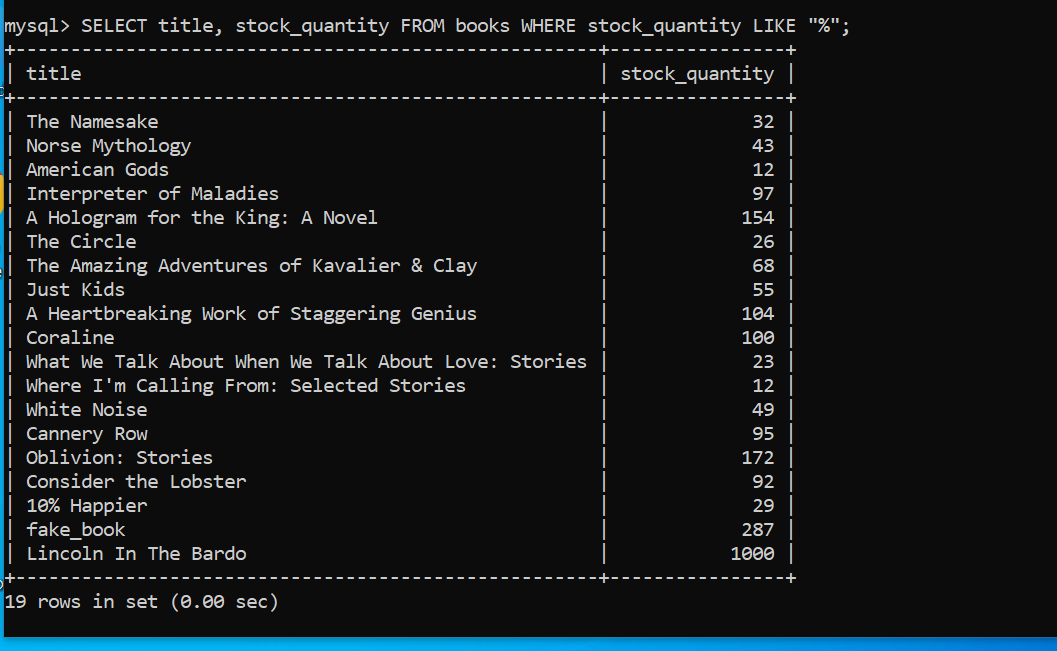 mysql> SELECT title, stock_quantity FROM books WHERE stock_quantity LIKE "%";
+-----------------------------------------------------+----------------+
| title                                               | stock_quantity |
+-----------------------------------------------------+----------------+
| The Namesake                                        |             32 |
| Norse Mythology                                     |             43 |
| American Gods                                       |             12 |
| Interpreter of Maladies                             |             97 |
| A Hologram for the King: A Novel                    |            154 |
| The Circle                                          |             26 |
| The Amazing Adventures of Kavalier & Clay           |             68 |
| Just Kids                                           |             55 |
| A Heartbreaking Work of Staggering Genius           |            104 |
| Coraline                                            |            100 |
| What We Talk About When We Talk About Love: Stories |             23 |
| Where I'm Calling From: Selected Stories            |             12 |
| White Noise                                         |             49 |
| Cannery Row                                         |             95 |
| Oblivion: Stories                                   |            172 |
| Consider the Lobster                                |             92 |
| 10% Happier                                         |             29 |
| fake_book                                           |            287 |
| Lincoln In The Bardo                                |           1000 |
+-----------------------------------------------------+----------------+
19 rows in set (0.00 sec)